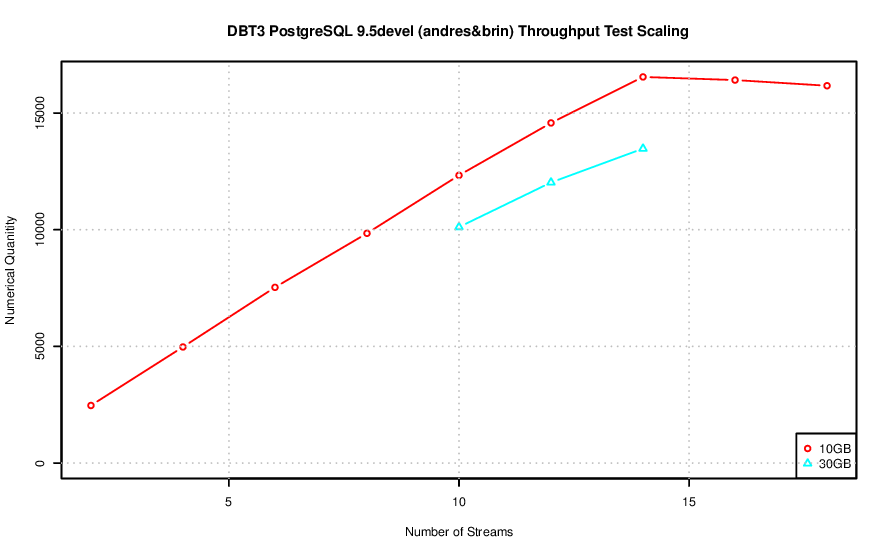 DBT3 PostgreSQL 9.5devel (andres&brin) Throughput Test Scaling
Numerical Quanitity
15000
10000
5000
0
10GB
30GB
5
10
15
Number of Streams